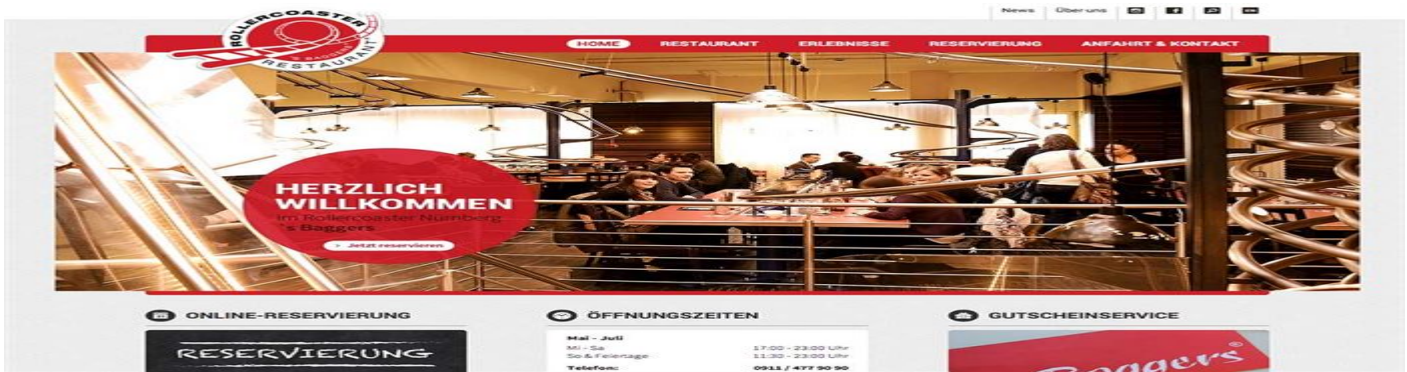 News Über uns
ROLLERCOASTER
'S BAGGERS
RESTAURANT
HOME RESTAURANT ERLEBNISSE RESERVIERUNG ANFAHRT & KONTAKT
HERZLICH
WILLKOMMEN
Im Rollercoaster Nürnberg
's Baggers
> Jetzt reservieren
ONLINE-RESERVIERUNG
RESERVIERUNG
ÖFFNUNGSZEITEN
Mai - Juli
Mi - Sa 17:00 - 23:00 Uhr
So & Feiertage 11:30 - 23:00 Uhr
Telefon: 0911 / 477 90 90
GUTSCHEINSERVICE
Baggers®